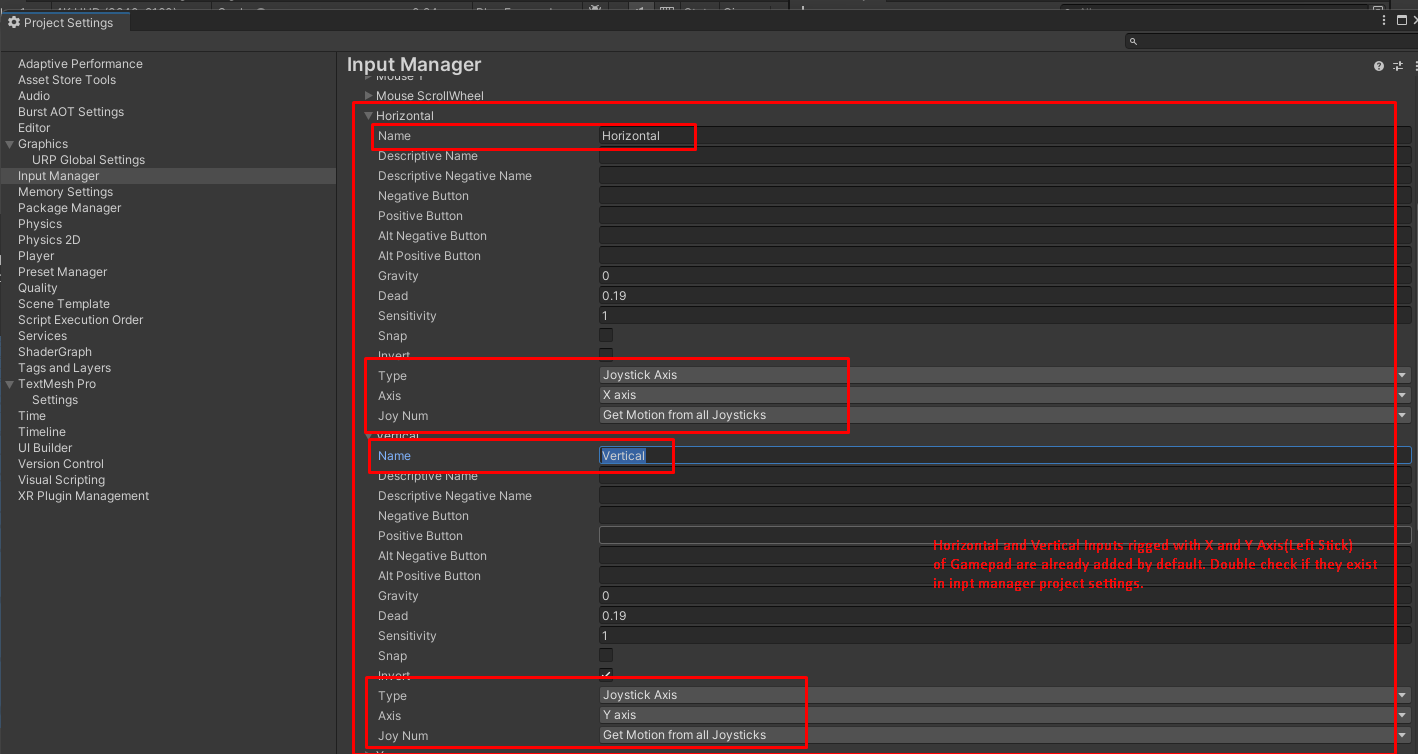 Project Settings
Adaptive Performance
Asset Store Tools
Audio
Burst AOT Settings
Editor
Graphics
URP Global Settings
Input Manager
Memory Settings
Package Manager
Physics
Physics 2D
Player
Preset Manager
Quality
Scene Template
Script Execution Order
Services
ShaderGraph
Tags and Layers
TextMesh Pro
Settings
Time
Timeline
UI Builder
Version Control
Visual Scripting
XR Plugin Management
Input Manager
Mouse ScrollWheel
Horizontal
Name Horizontal
Descriptive Name
Descriptive Negative Name
Negative Button
Positive Button
Alt Negative Button
Alt Positive Button
Gravity 0
Dead 0.19
Sensitivity 1
Snap
Invert
Type Joystick Axis
Axis X axis
Joy Num Get Motion from all Joysticks
Vertical
Name Vertical
Descriptive Name
Descriptive Negative Name
Negative Button
Positive Button
Alt Negative Button
Alt Positive Button
Gravity 0
Dead 0.19
Sensitivity 1
Snap
Invert
Type Joystick Axis
Axis Y axis
Joy Num Get Motion from all Joysticks
Horizontal and Vertical Inputs rigged with X and Y Axis(Left Stick)
of Gamepad are already added by default. Double check if they exist
in inpt manager project settings.